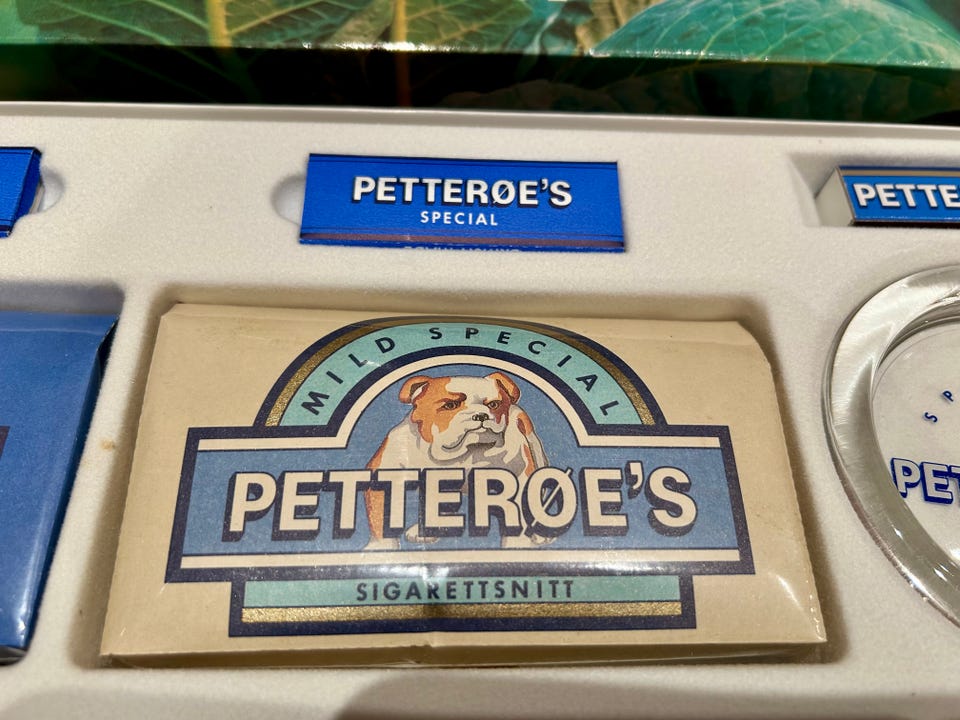 PETTERØE'S
SPECIAL
PETTE
MILD SPECIAL
PETTERØE'S
SIGARETTSNITT
S P
PET